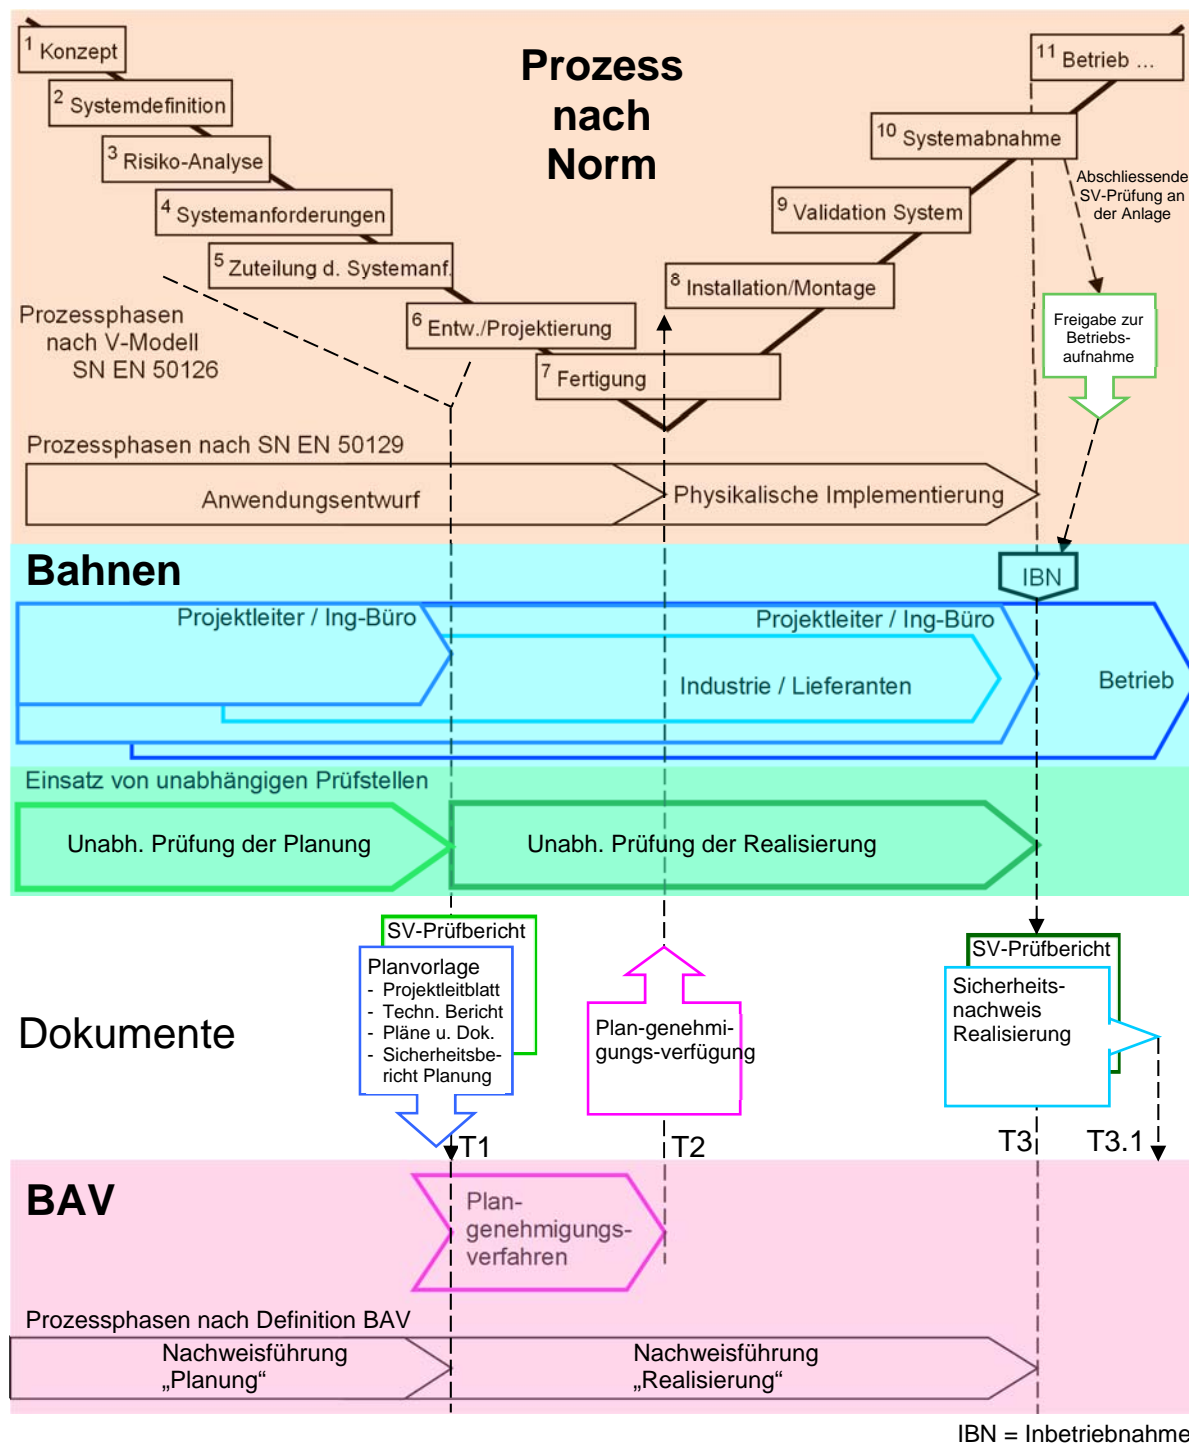 Prozess
nach
Norm
1 Konzept
2 Systemdefinition
3 Risiko-Analyse
4 Systemanforderungen
5 Zuteilung d. Systemanf.
6 Entw./Projektierung
7 Fertigung
8 Installation/Montage
9 Validation System
10 Systemabnahme
11 Betrieb ...
Abschliessende
SV-Prüfung an
der Anlage
Freigabe zur
Betriebs-
aufnahme
Prozessphasen
nach V-Modell
SN EN 50126
Prozessphasen nach SN EN 50129
Anwendungsentwurf
Physikalische Implementierung
Bahnen
IBN
Projektleiter / Ing-Büro
Projektleiter / Ing-Büro
Industrie / Lieferanten
Betrieb
Einsatz von unabhängigen Prüfstellen
Unabh. Prüfung der Planung
Unabh. Prüfung der Realisierung
Dokumente
SV-Prüfbericht
Planvorlage
- Projektleitblatt
- Techn. Bericht
- Pläne u. Dok.
- Sicherheitsbe-
richt Planung
Plan-genehmi-
gungs-verfügung
SV-Prüfbericht
Sicherheits-
nachweis
Realisierung
T1
T2
T3
T3.1
BAV
Plan-
genehmigungs-
verfahren
Prozessphasen nach Definition BAV
Nachweisführung
„Planung“
Nachweisführung
„Realisierung“
IBN = Inbetriebnahme